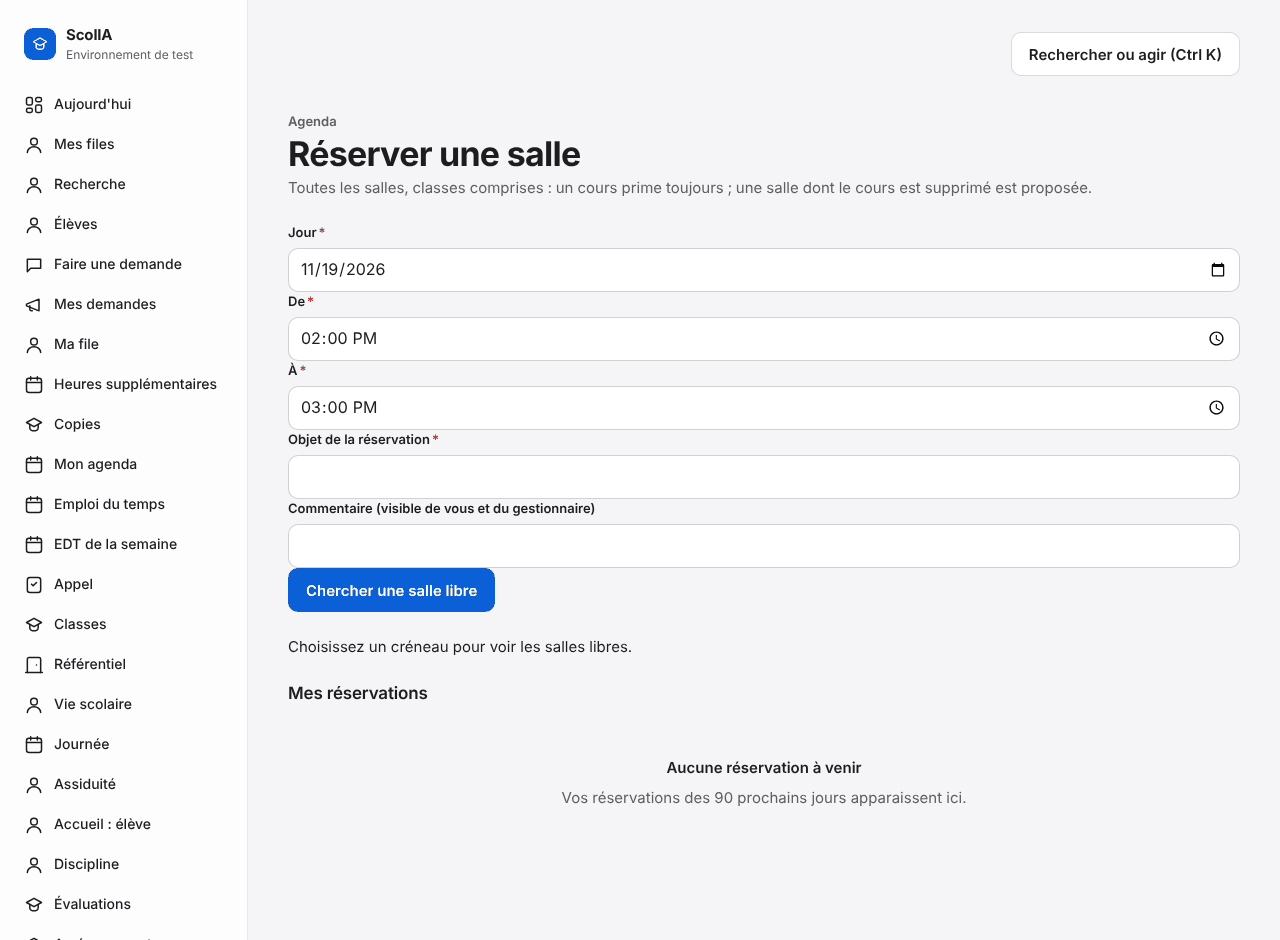 ScolIA
Environnement de test
Aujourd'hui
Mes files
Recherche
Élèves
Faire une demande
Mes demandes
Ma file
Heures supplémentaires
Copies
Mon agenda
Emploi du temps
EDT de la semaine
Appel
Classes
Référentiel
Vie scolaire
Journée
Assiduité
Accueil : élève
Discipline
Évaluations
Rechercher ou agir (Ctrl K)
Agenda
Réserver une salle
Toutes les salles, classes comprises : un cours prime toujours ; une salle dont le cours est supprimé est proposée.
Jour *
11/19/2026
De *
02:00 PM
À *
03:00 PM
Objet de la réservation *
Commentaire (visible de vous et du gestionnaire)
Chercher une salle libre
Choisissez un créneau pour voir les salles libres.
Mes réservations
Aucune réservation à venir
Vos réservations des 90 prochains jours apparaissent ici.